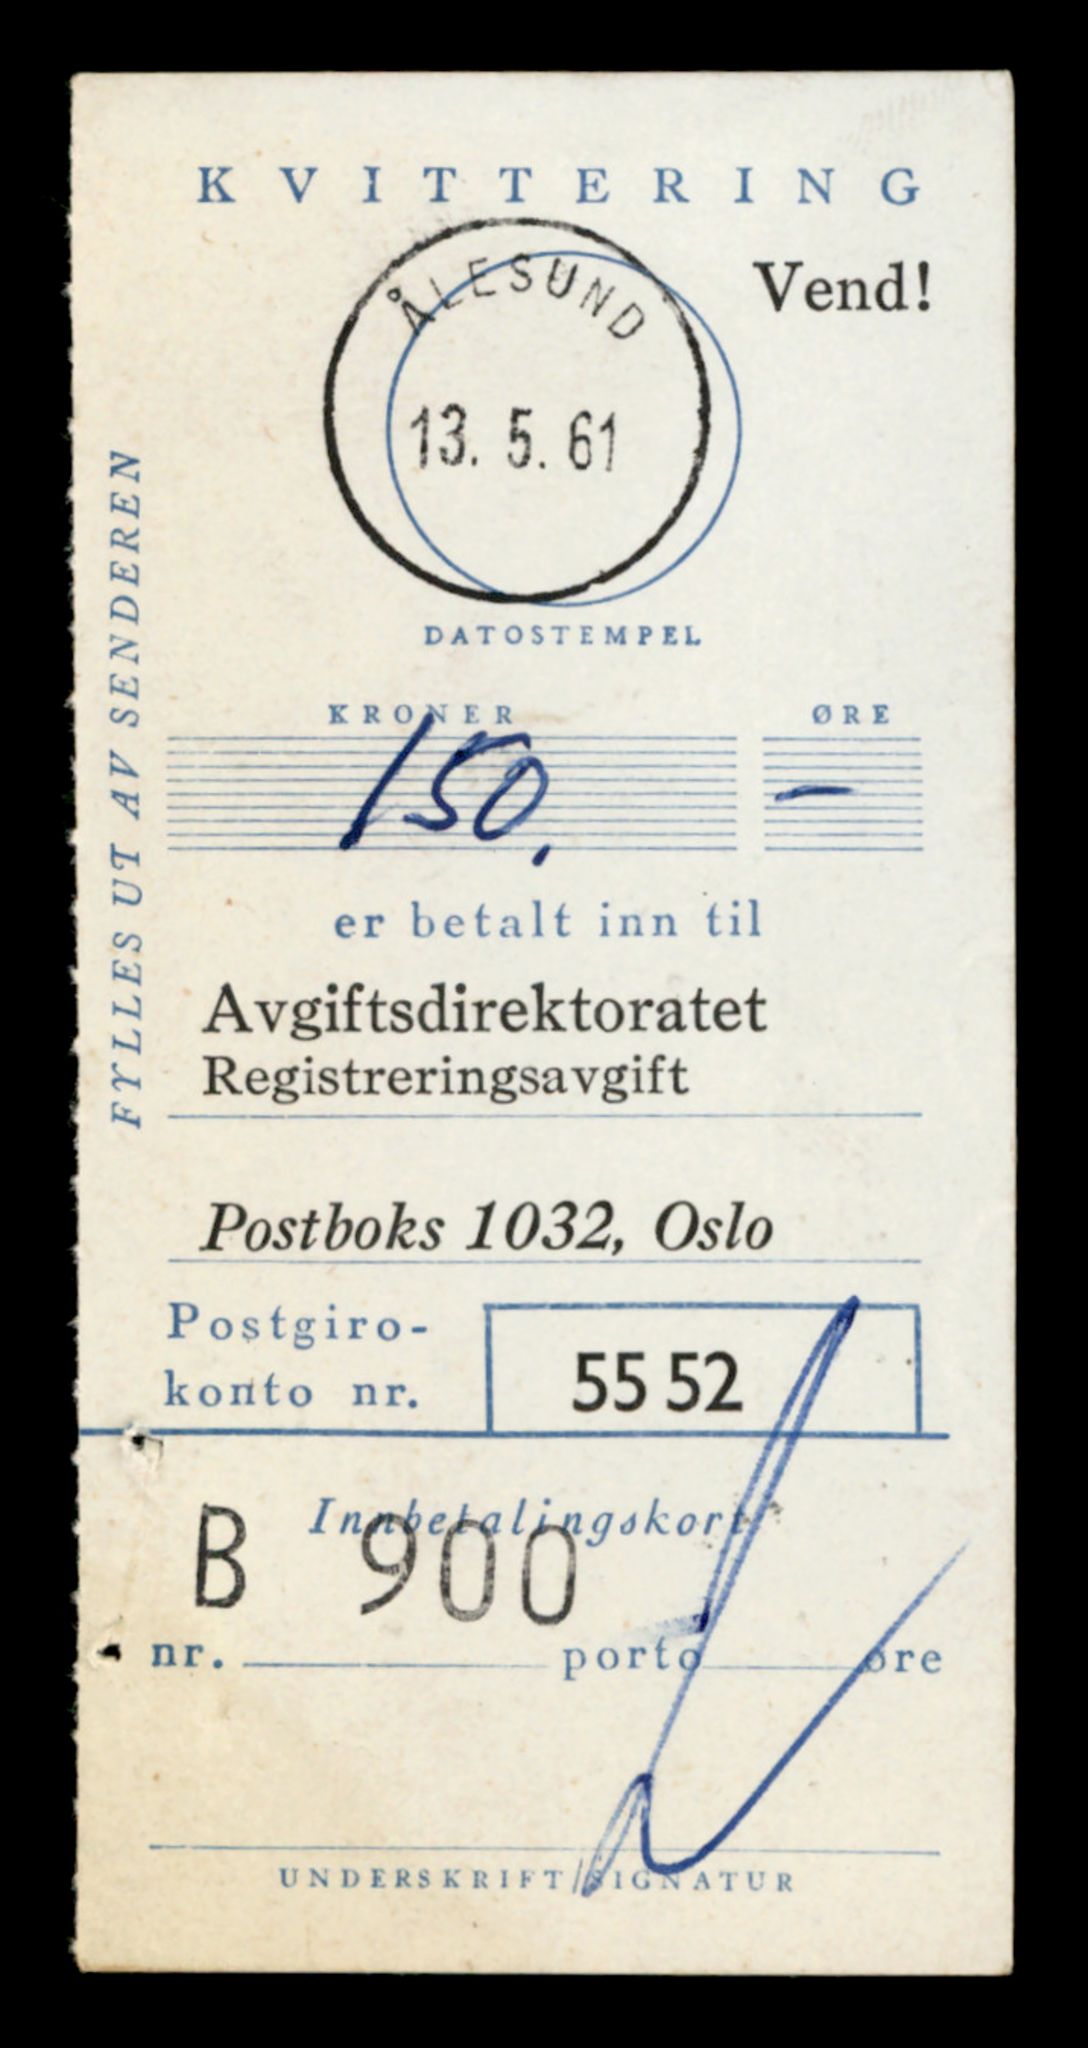 KVITTERING
Vend!
ÅLESUND
13. 5. 61
DATOSTEMPEL
KRONER ØRE
150. —
er betalt inn til
Avgiftsdirektoratet
Registreringsavgift
Postboks 1032, Oslo
Postgiro-
konto nr. 55 52
Innbetalingskort
B 900
nr. porto øre
UNDERSKRIFT/SIGNATUR
FYLLES UT AV SENDEREN